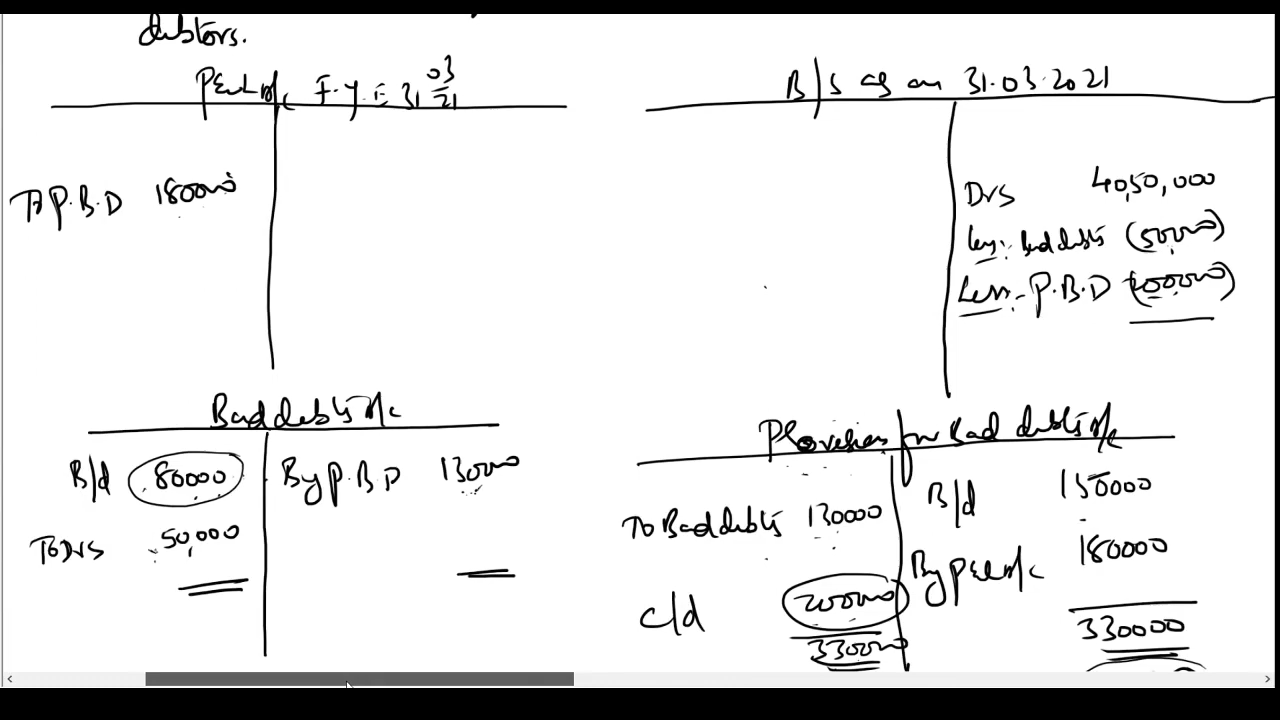 debtors.
P&L A/c F.Y.E 31/03/21
To P.B.D 180000
B/S as on 31.03.2021
Drs 40,50,000
Less:- Bad debts (50,000)
Less:- P.B.D (200000)
Bad debts A/c
B/d 80000 By P.B.D 130000
To Drs 50,000
Provision for Bad debts A/c
To Bad debts 130000 B/d 150000
By P&L A/c 180000
c/d 200000
330000 330000